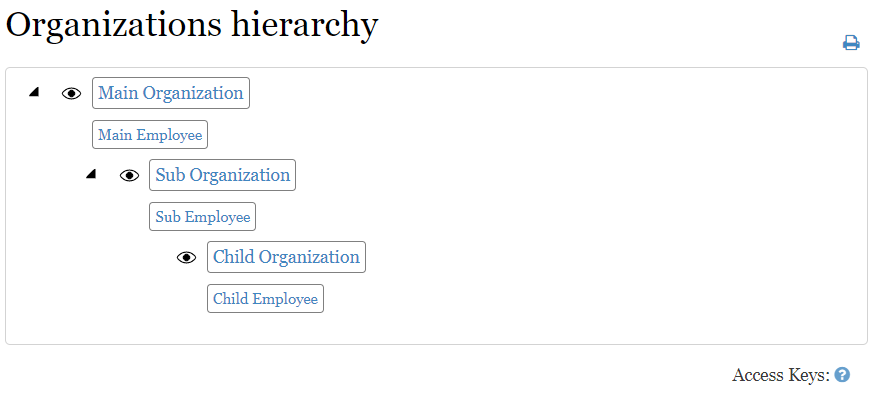 Organizations hierarchy
Main Organization
Main Employee
Sub Organization
Sub Employee
Child Organization
Child Employee
Access Keys: ?